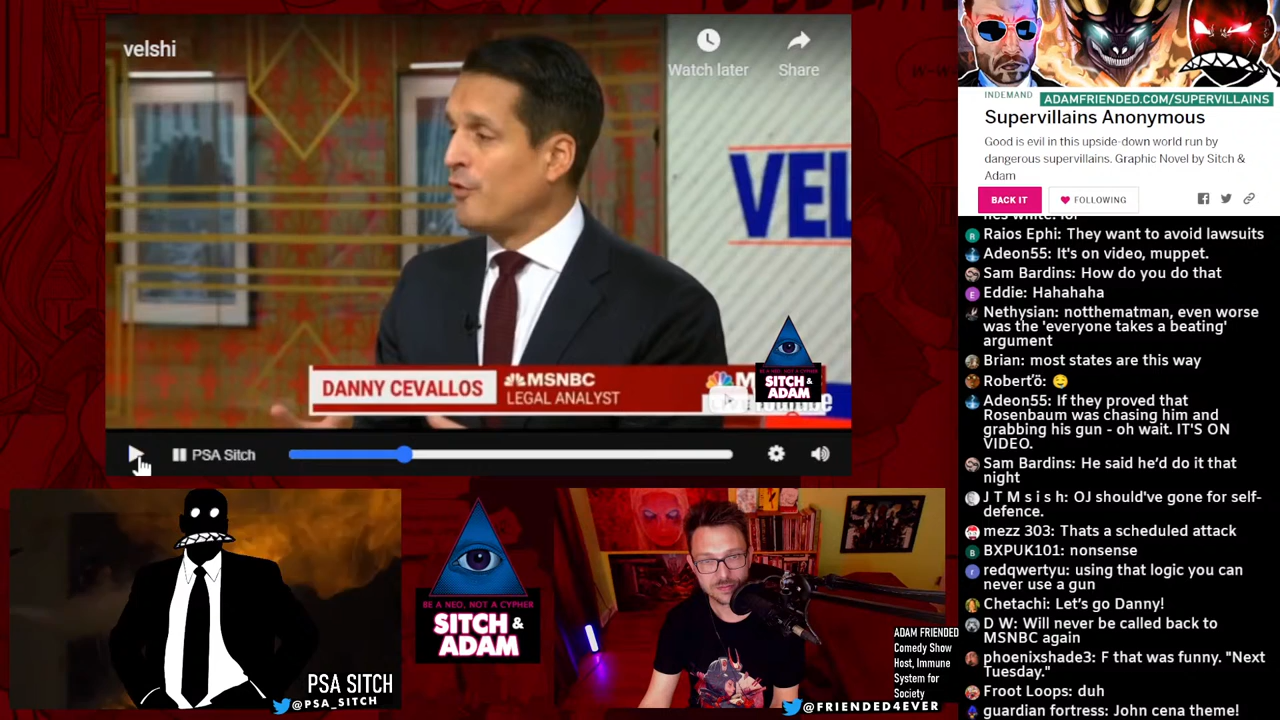 velshi
Watch later
Share
VEL
DANNY CEVALLOS
MSNBC
LEGAL ANALYST
BE A NEO, NOT A CYPHER
SITCH &
ADAM
PSA Sitch
INDEMAND
ADAMFRIENDED.COM/SUPERVILLAINS
Supervillains Anonymous
Good is evil in this upside-down world run by
dangerous supervillains. Graphic Novel by Sitch &
Adam
BACK IT
FOLLOWING
Raios Ephi: They want to avoid lawsuits
Adeon55: It's on video, muppet.
Sam Bardins: How do you do that
Eddie: Hahahaha
Nethysian: notthematman, even worse
was the 'everyone takes a beating'
argument
Brian: most states are this way
Robertö:
Adeon55: If they proved that
Rosenbaum was chasing him and
grabbing his gun - oh wait. IT'S ON
VIDEO.
Sam Bardins: He said he'd do it that
night
J T M s i s h: OJ should've gone for self-
defence.
mezz 303: Thats a scheduled attack
BXPUK101: nonsense
redqwertyu: using that logic you can
never use a gun
Chetachi: Let's go Danny!
D W: Will never be called back to
MSNBC again
phoenixshade3: F that was funny. "Next
Tuesday."
Froot Loops: duh
guardian fortress: John cena theme!
PSA SITCH
@PSA_SITCH
BE A NEO, NOT A CYPHER
SITCH &
ADAM
ADAM FRIENDED
Comedy Show
Host, Immune
System for
Society
@FRIENDED4EVER